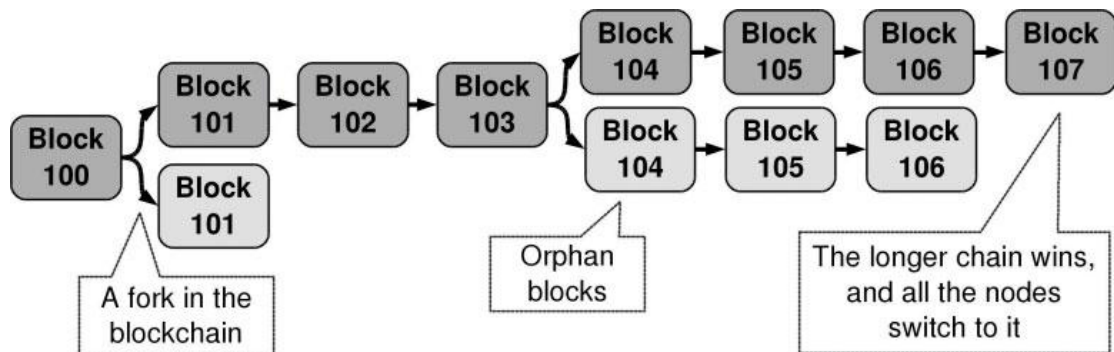 Block
104
Block
105
Block
106
Block
107
Block
101
Block
102
Block
103
Block
100
Block
104
Block
105
Block
106
Block
101
A fork in the
blockchain
Orphan
blocks
The longer chain wins,
and all the nodes
switch to it